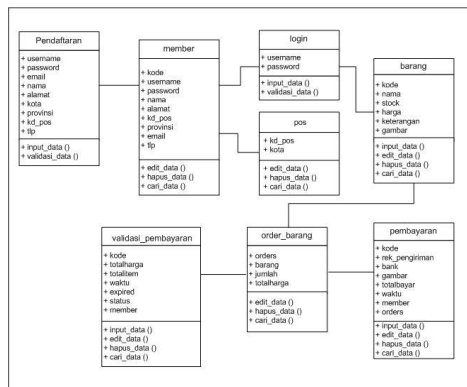 Pendaftaran
+ username
+ password
+ email
+ nama
+ alamat
+ kota
+ provinsi
+ kd_pos
+ tlp
+ input_data ()
+ validasi_data ()
member
+ kode
+ username
+ password
+ nama
+ alamat
+ kd_pos
+ provinsi
+ email
+ tlp
+ edit_data ()
+ hapus_data ()
+ cari_data ()
login
+ username
+ password
+ input_data ()
+ validasi_data ()
pos
+ kd_pos
+ kota
+ edit_data ()
+ hapus_data ()
+ cari_data ()
barang
+ kode
+ nama
+ stock
+ harga
+ keterangan
+ gambar
+ input_data ()
+ edit_data ()
+ hapus_data ()
+ cari_data ()
validasi_pembayaran
+ kode
+ totalharga
+ totalitem
+ waktu
+ expired
+ status
+ member
+ input_data ()
+ edit_data ()
+ hapus_data ()
+ cari_data ()
order_barang
+ orders
+ barang
+ jumlah
+ totalharga
+ edit_data ()
+ hapus_data ()
+ cari_data ()
pembayaran
+ kode
+ rek_pengiriman
+ bank
+ gambar
+ totalbayar
+ waktu
+ member
+ orders
+ input_data ()
+ edit_data ()
+ hapus_data ()
+ cari_data ()